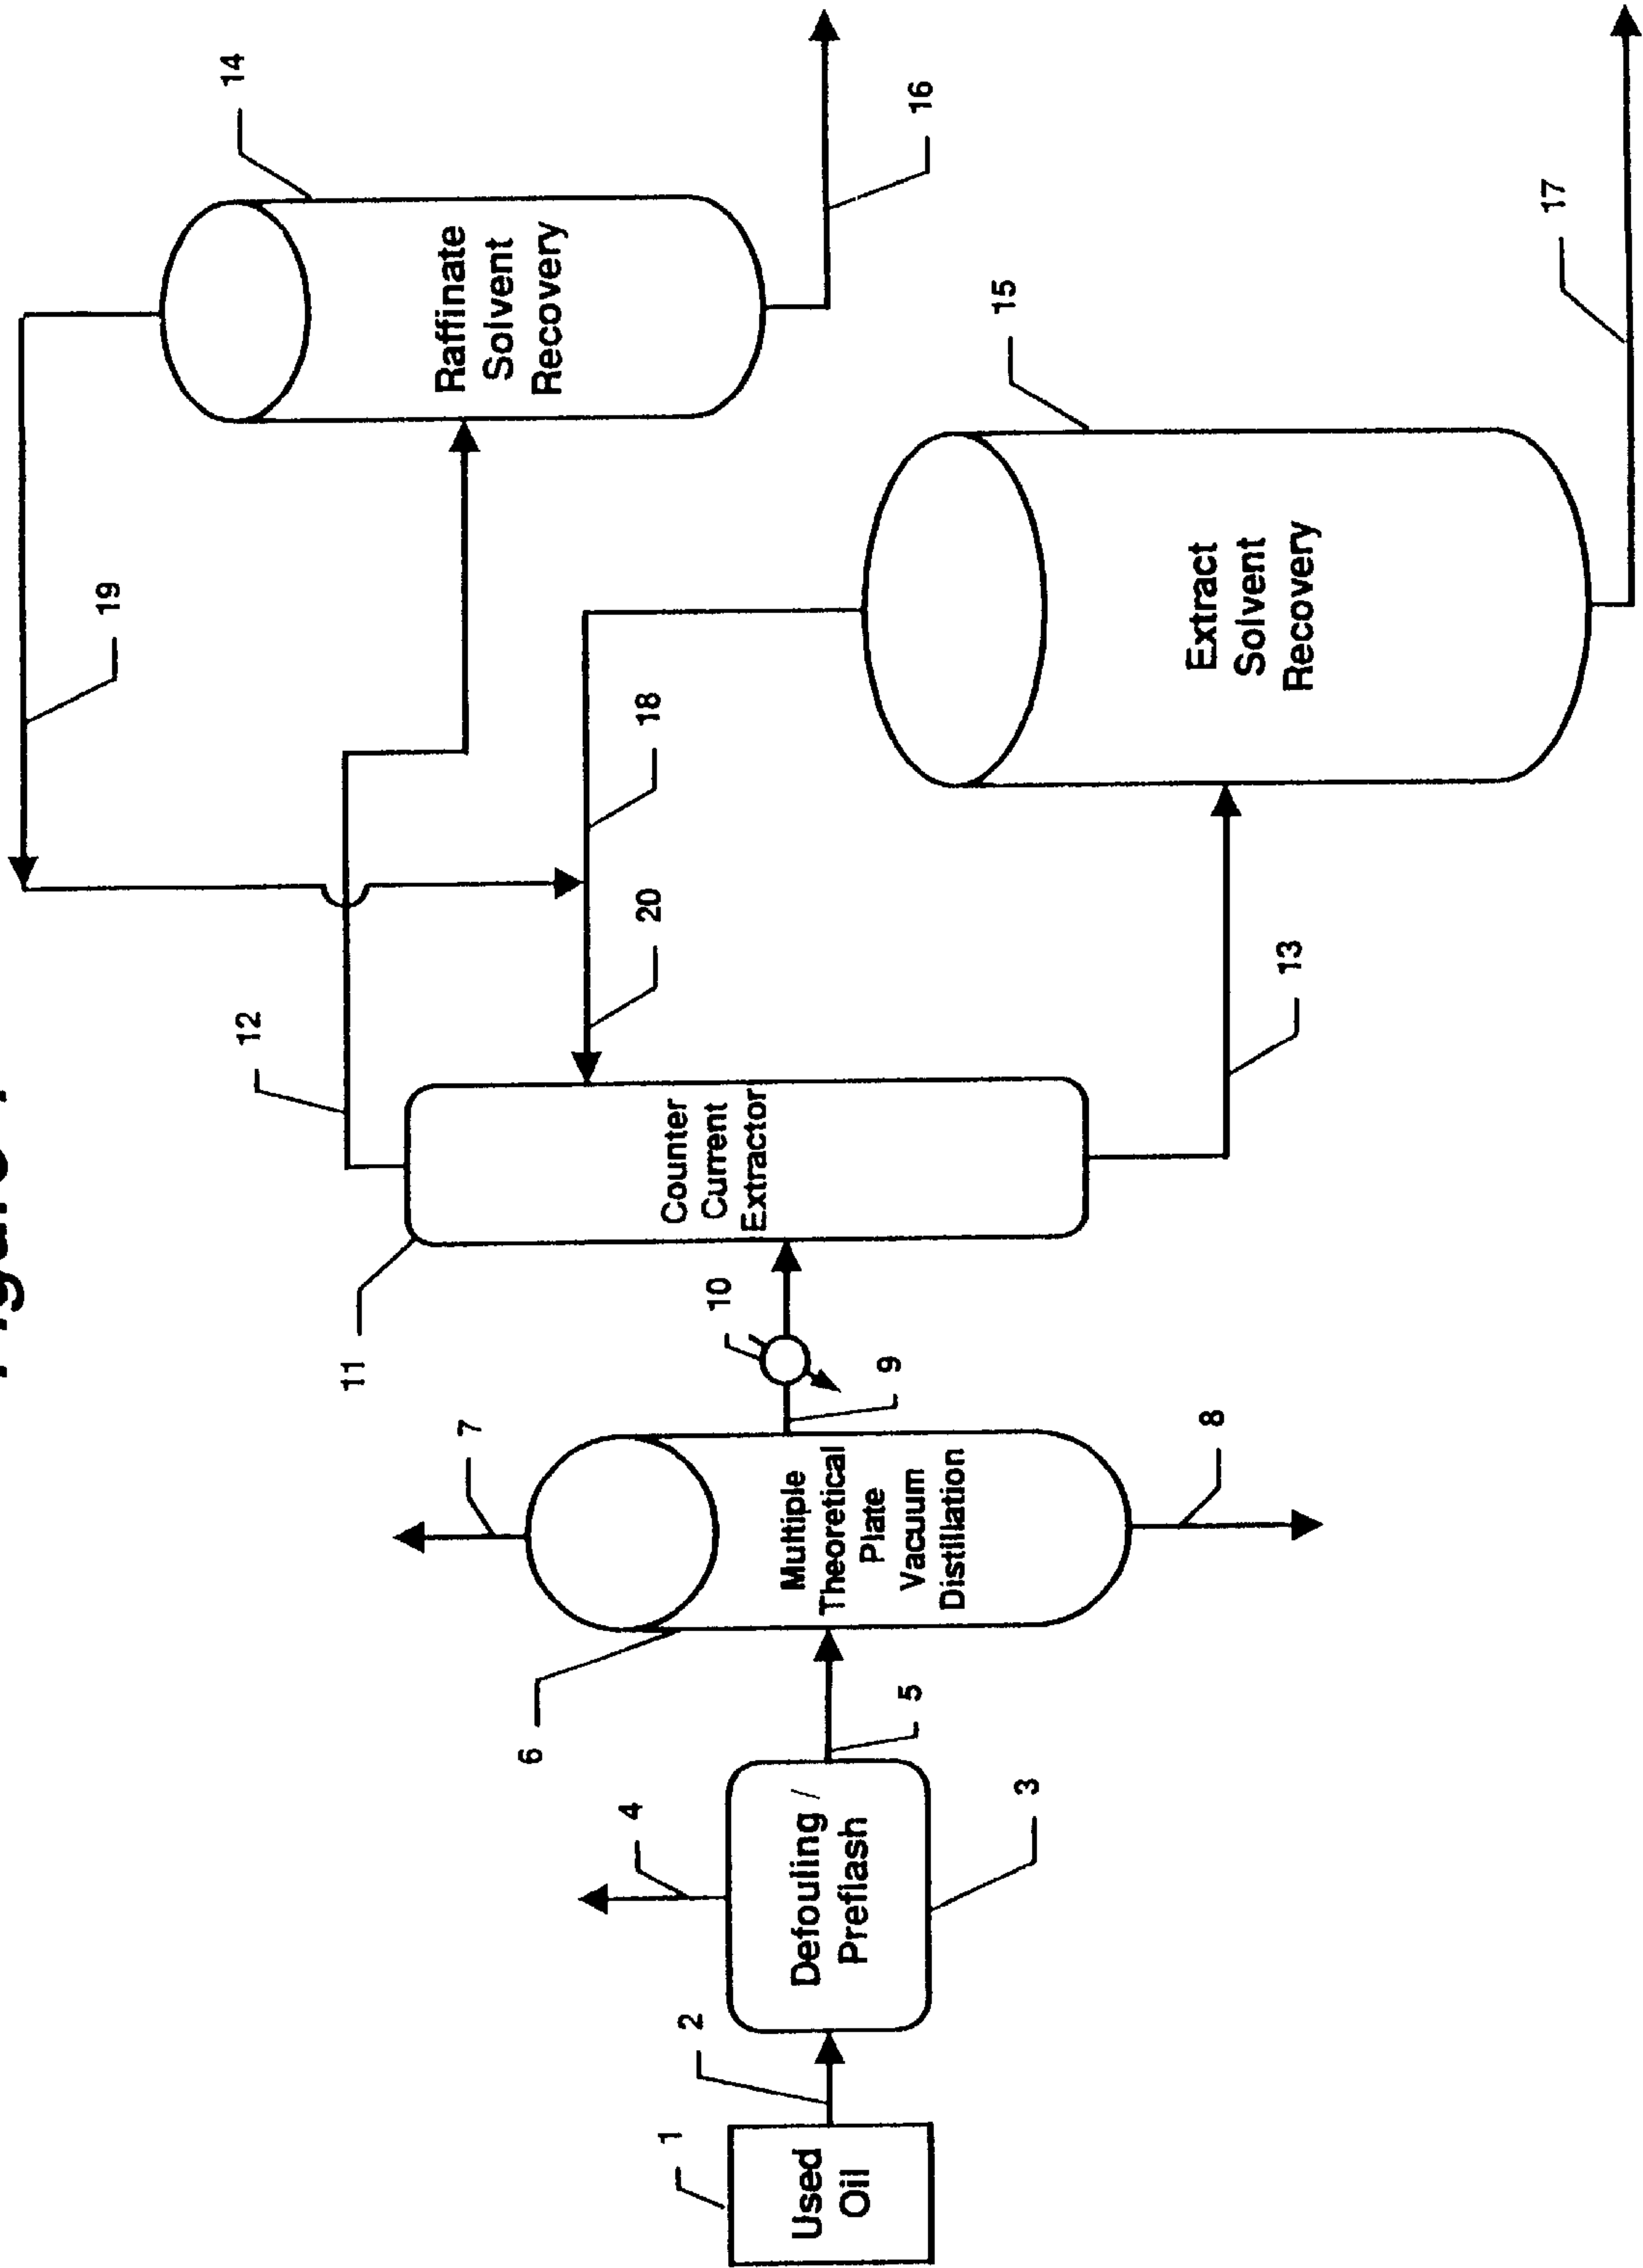 1
Used
Oil
2
Defouling /
Preflash
3
4
5
6
Multiple
Theoretical
Plate
Vacuum
Distillation
7
8
9
10
11
Counter
Current
Extractor
12
13
14
Raffinate
Solvent
Recovery
15
Extract
Solvent
Recovery
16
17
18
19
20